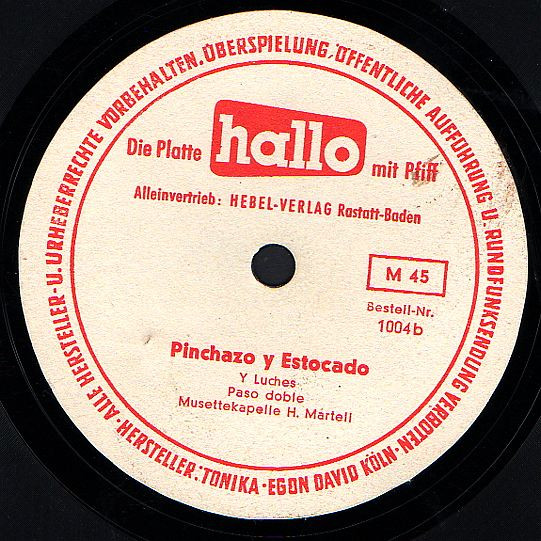 ALLE HERSTELLER- U. URHEBERRECHTE VORBEHALTEN. ÜBERSPIELUNG, ÖFFENTLICHE AUFFÜHRUNG U. RUNDFUNKSENDUNG VERBOTEN·
Die Platte hallo mit Pfiff
Alleinvertrieb: HEBEL-VERLAG Rastatt-Baden
M 45
Bestell-Nr.
1004b
Pinchazo y Estocado
Y Luches
Paso doble
Musettekapelle H. Martell
HERSTELLER: TONIKA · EGON DAVID KÖLN·